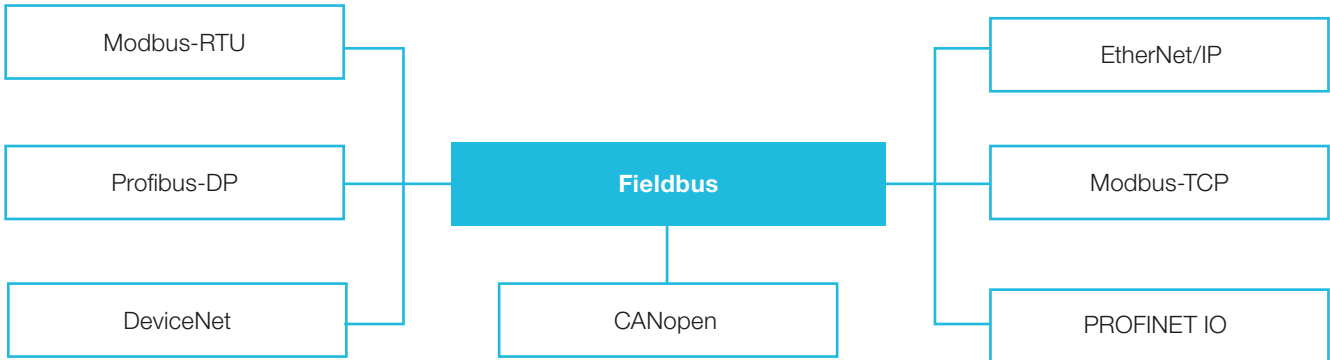 Modbus-RTU
EtherNet/IP
Profibus-DP
Fieldbus
Modbus-TCP
DeviceNet
CANopen
PROFINET IO